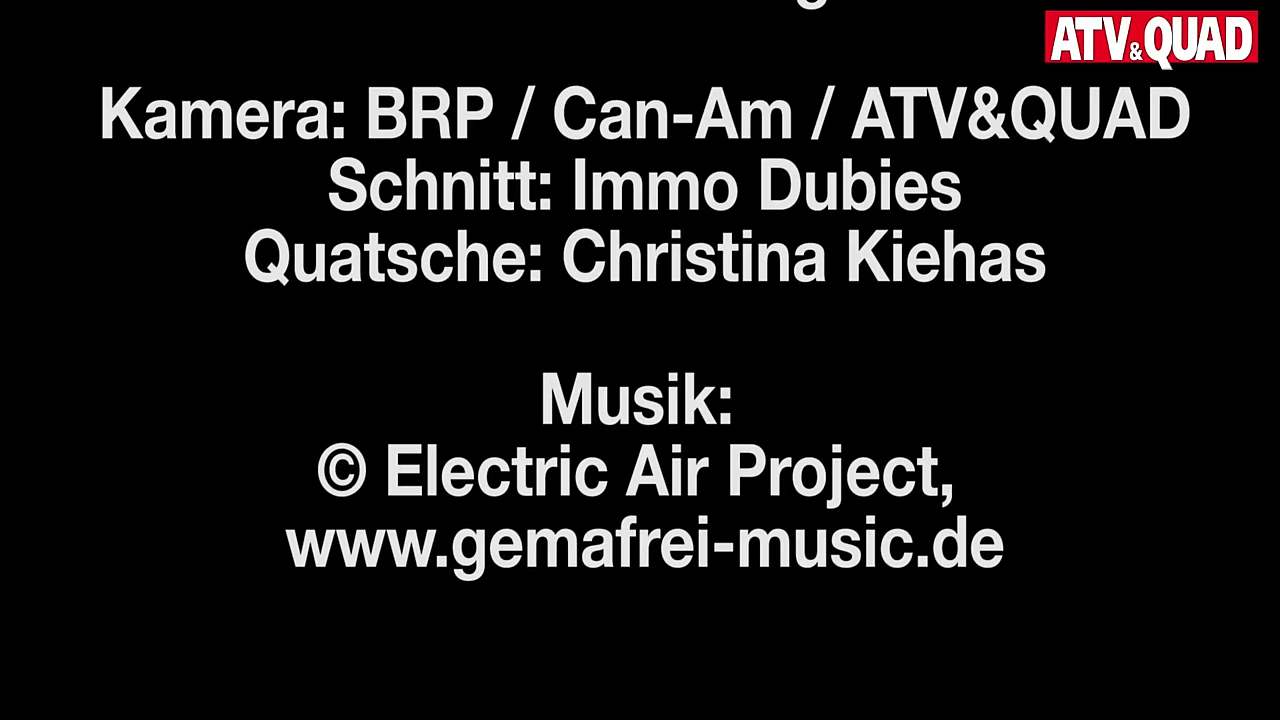 ATV&QUAD
Kamera: BRP / Can-Am / ATV&QUAD
Schnitt: Immo Dubies
Quatsche: Christina Kiehas
Musik:
© Electric Air Project,
www.gemafrei-music.de